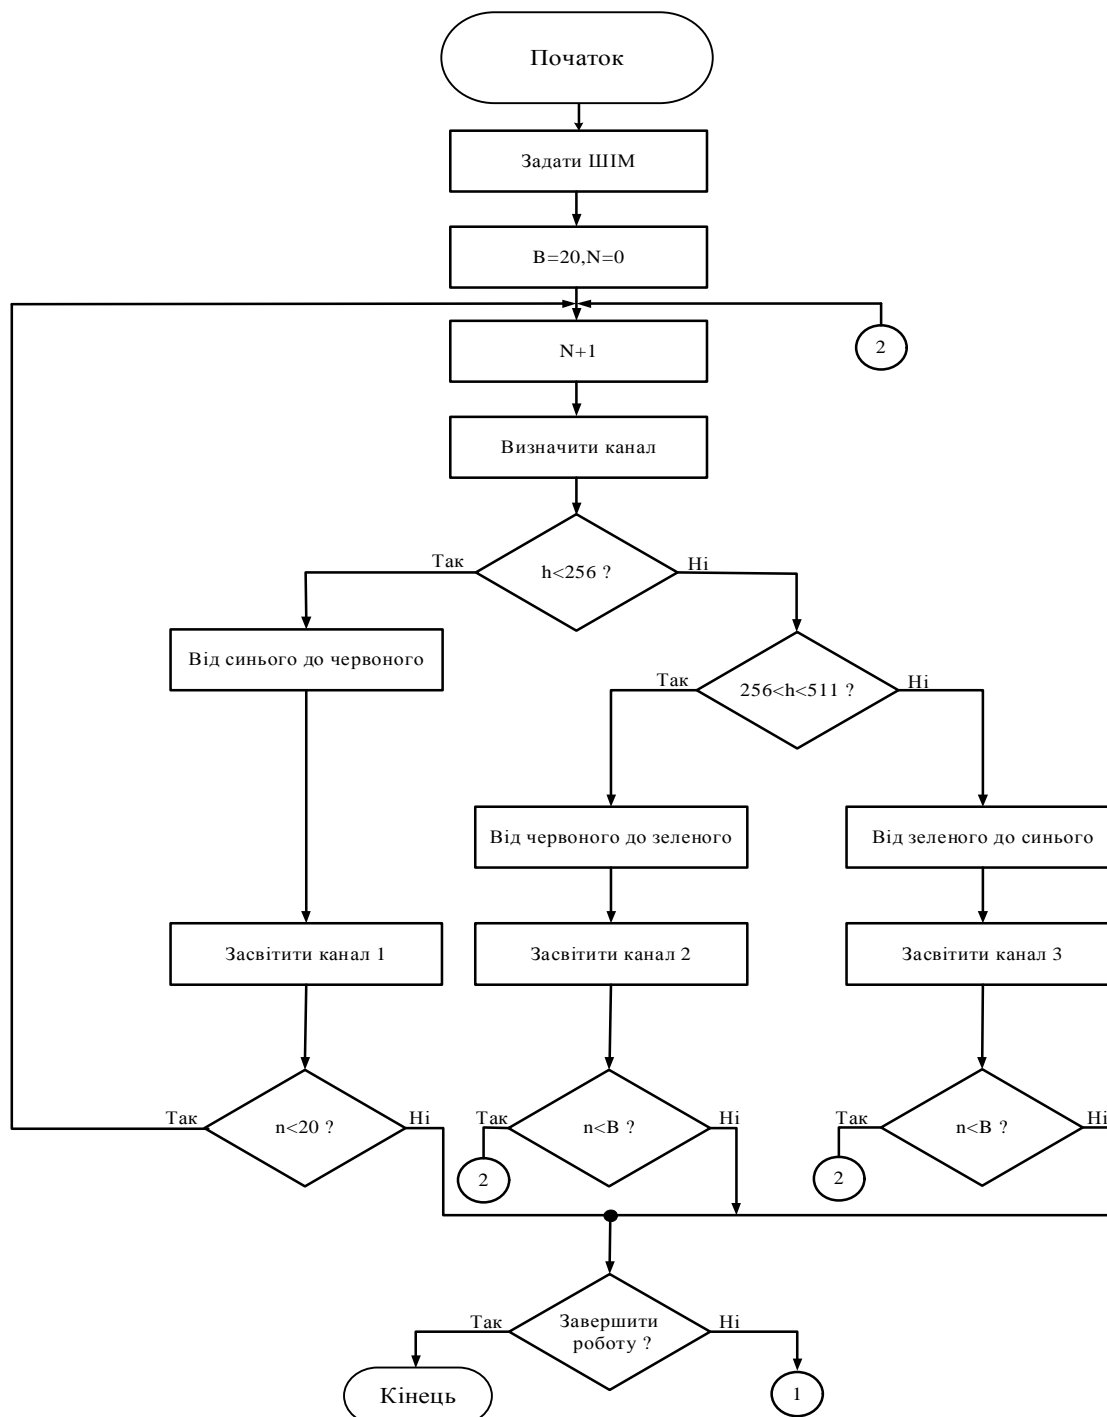 Початок
Задати ШІМ
B=20,N=0
2
N+1
Визначити канал
Так
h<256 ?
Ні
Від синього до червоного
Так
256<h<511 ?
Ні
Від червоного до зеленого
Від зеленого до синього
Засвітити канал 1
Засвітити канал 2
Засвітити канал 3
Так
n<20 ?
Ні
Так
n<B ?
Ні
Так
n<B ?
Ні
2
2
Так
Завершити
роботу ?
Ні
Кінець
1